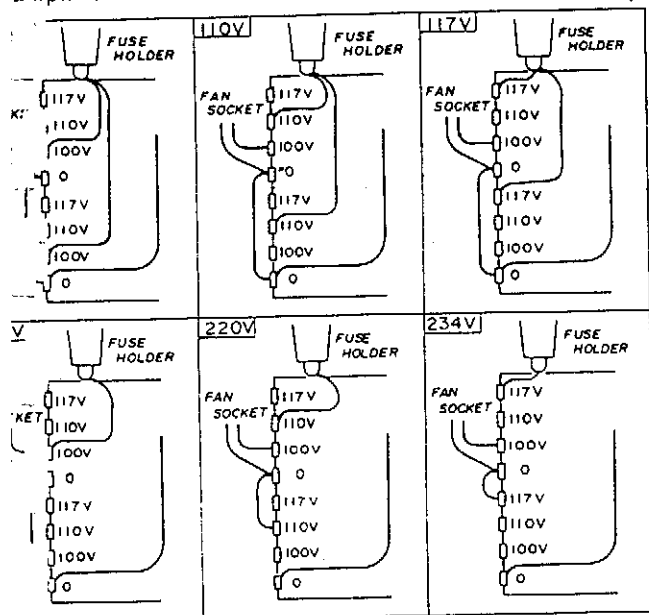 FUSE
HOLDER
117V
110V
100V
0
117V
110V
100V
0
110V
FUSE
HOLDER
FAN
SOCKET
117V
110V
100V
0
117V
110V
100V
0
117V
FUSE
HOLDER
FAN
SOCKET
117V
110V
100V
0
117V
110V
100V
0
V
FUSE
HOLDER
KET
117V
110V
100V
0
117V
110V
100V
0
220V
FUSE
HOLDER
FAN
SOCKET
117V
110V
100V
0
117V
110V
100V
0
234V
FUSE
HOLDER
FAN
SOCKET
117V
110V
100V
0
117V
110V
100V
0